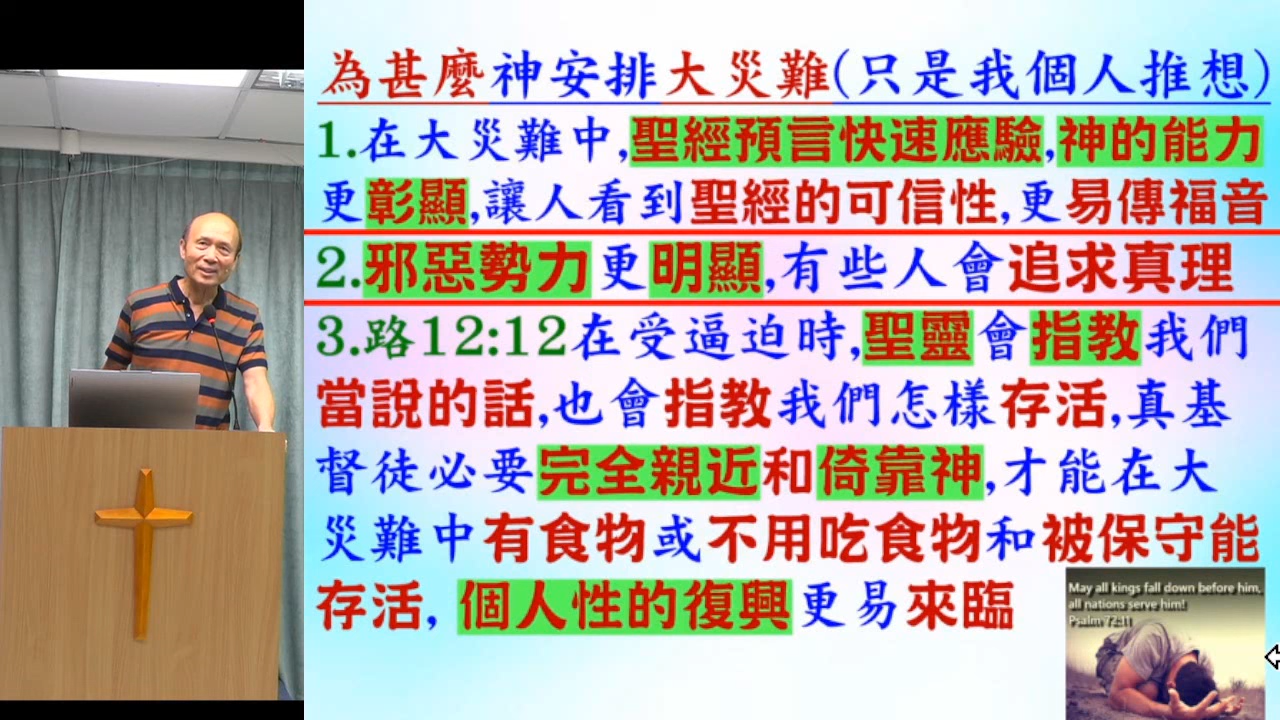 為甚麼神安排大災難(只是我個人推想)
1.在大災難中,聖經預言快速應驗,神的能力
更彰顯,讓人看到聖經的可信性,更易傳福音
2.邪惡勢力更明顯,有些人會追求真理
3.路12:12在受逼迫時,聖靈會指教我們
當說的話,也會指教我們怎樣存活,真基
督徒必要完全親近和倚靠神,才能在大
災難中有食物或不用吃食物和被保守能
存活, 個人性的復興更易來臨
May all kings fall down before him,
all nations serve him!
Psalm 72:11